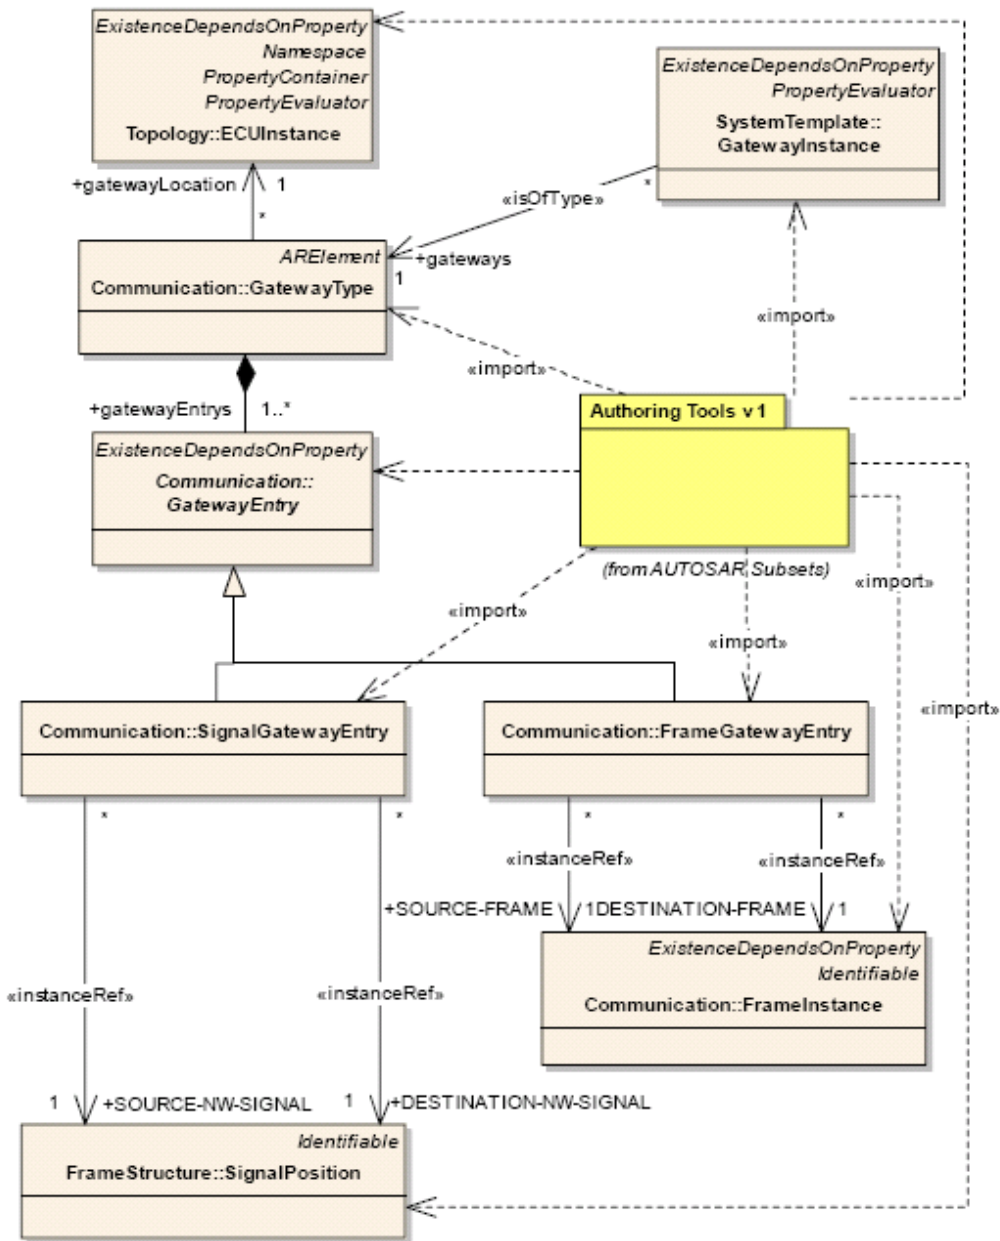 ExistenceDependsOnProperty
Namespace
PropertyContainer
PropertyEvaluator
Topology::ECUInstance
ExistenceDependsOnProperty
PropertyEvaluator
SystemTemplate::
GatewayInstance
+gatewayLocation
1
*
*
«isOfType»
+gateways
1
ARElement
Communication::GatewayType
«import»
«import»
+gatewayEntrys
1..*
Authoring Tools v1
ExistenceDependsOnProperty
Communication::
GatewayEntry
(from AUTOSAR Subsets)
«import»
«import»
«import»
«import»
Communication::SignalGatewayEntry
Communication::FrameGatewayEntry
*
*
*
*
«instanceRef»
«instanceRef»
+SOURCE-FRAME
1
DESTINATION-FRAME
1
ExistenceDependsOnProperty
Identifiable
Communication::FrameInstance
«instanceRef»
«instanceRef»
1
+SOURCE-NW-SIGNAL
1
+DESTINATION-NW-SIGNAL
Identifiable
FrameStructure::SignalPosition